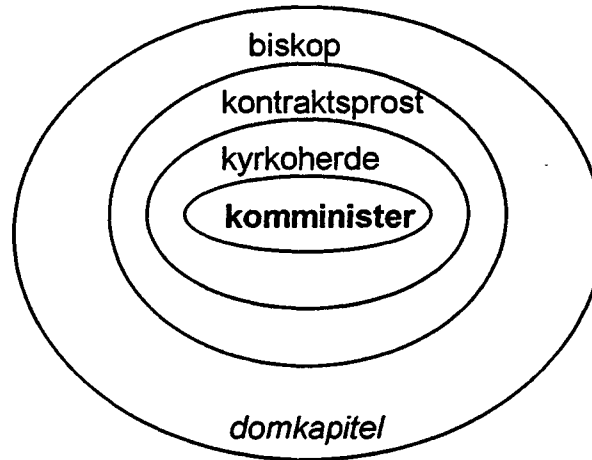 biskop
kontraktsprost
kyrkoherde
komminister
domkapitel